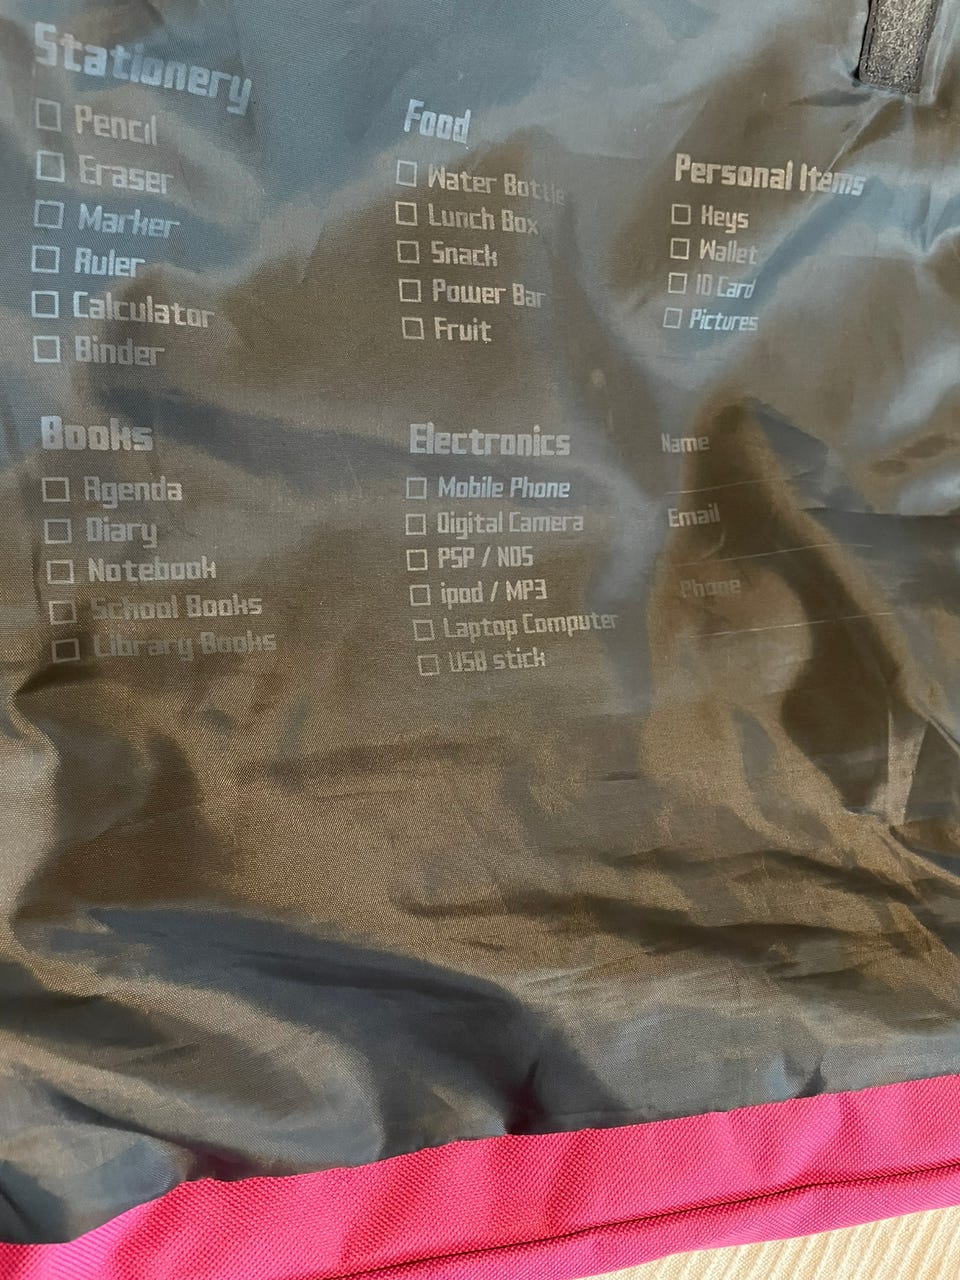 Stationery
Pencil
Eraser
Marker
Ruler
Calculator
Binder
Food
Water Bottle
Lunch Box
Snack
Power Bar
Fruit
Personal Items
Keys
Wallet
ID Card
Pictures
Books
Agenda
Diary
Notebook
School Books
Library Books
Electronics
Mobile Phone
Digital Camera
PSP / NDS
ipod / MP3
Laptop Computer
USB stick
Name
Email
Phone